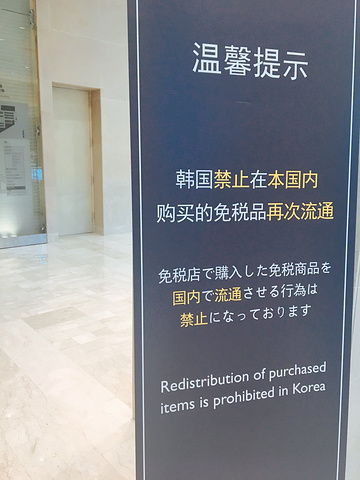 温馨提示
韩国禁止在本国内
购买的免税品再次流通
免税店で購入した免税商品を
国内で流通させる行為は
禁止になっております
Redistribution of purchased
items is prohibited in Korea